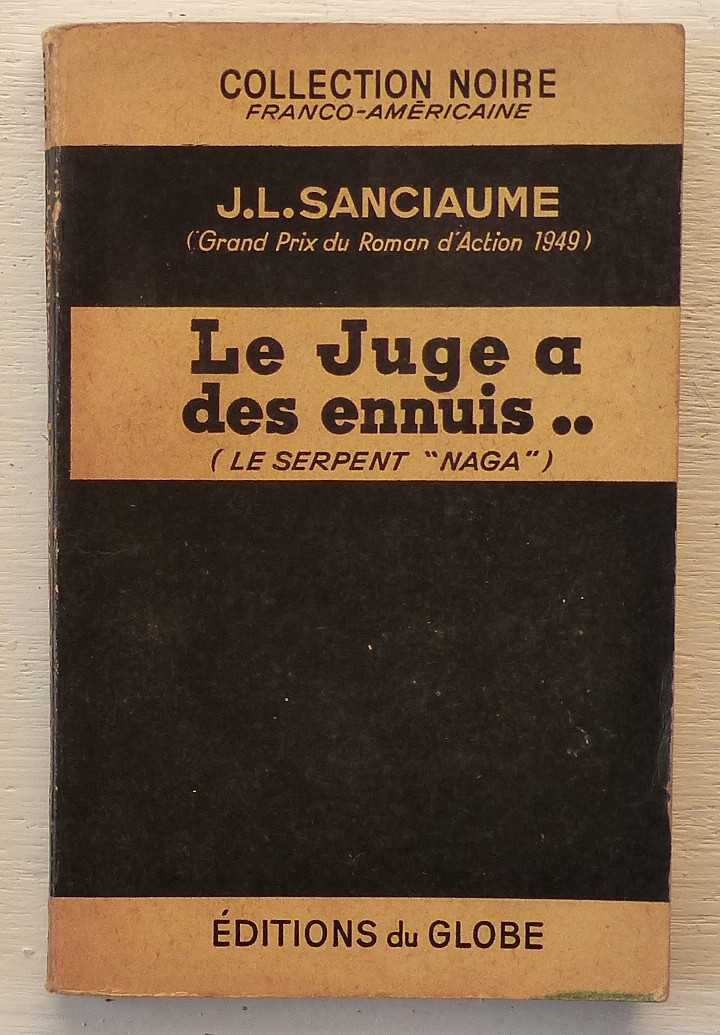 COLLECTION NOIRE
FRANCO-AMÉRICAINE
J.L. SANCIAUME
(Grand Prix du Roman d'Action 1949)
Le Juge a
des ennuis..
(LE SERPENT "NAGA")
ÉDITIONS du GLOBE